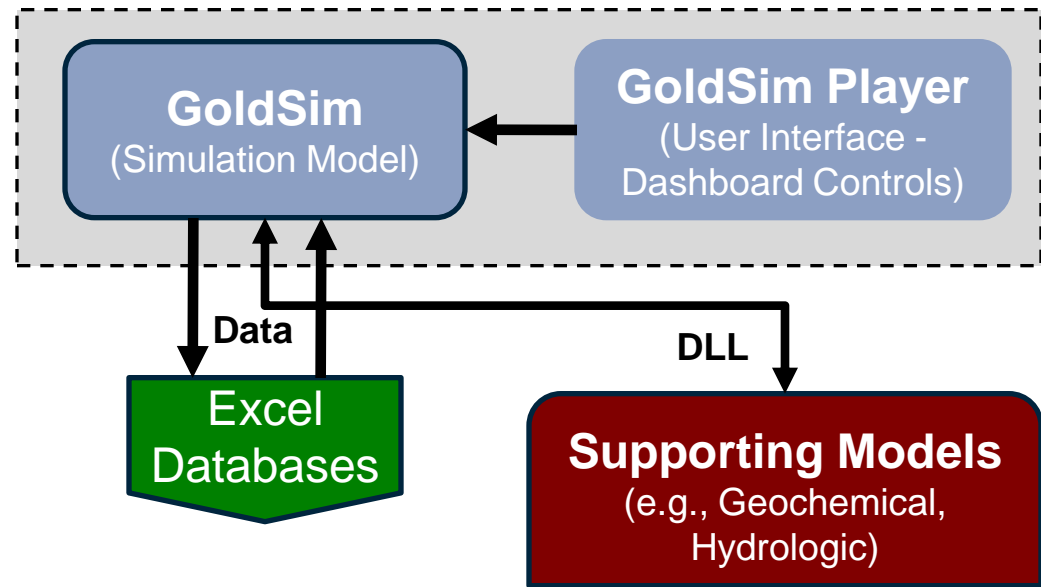 GoldSim
(Simulation Model)
GoldSim Player
(User Interface -
Dashboard Controls)
Data
DLL
Excel
Databases
Supporting Models
(e.g., Geochemical,
Hydrologic)